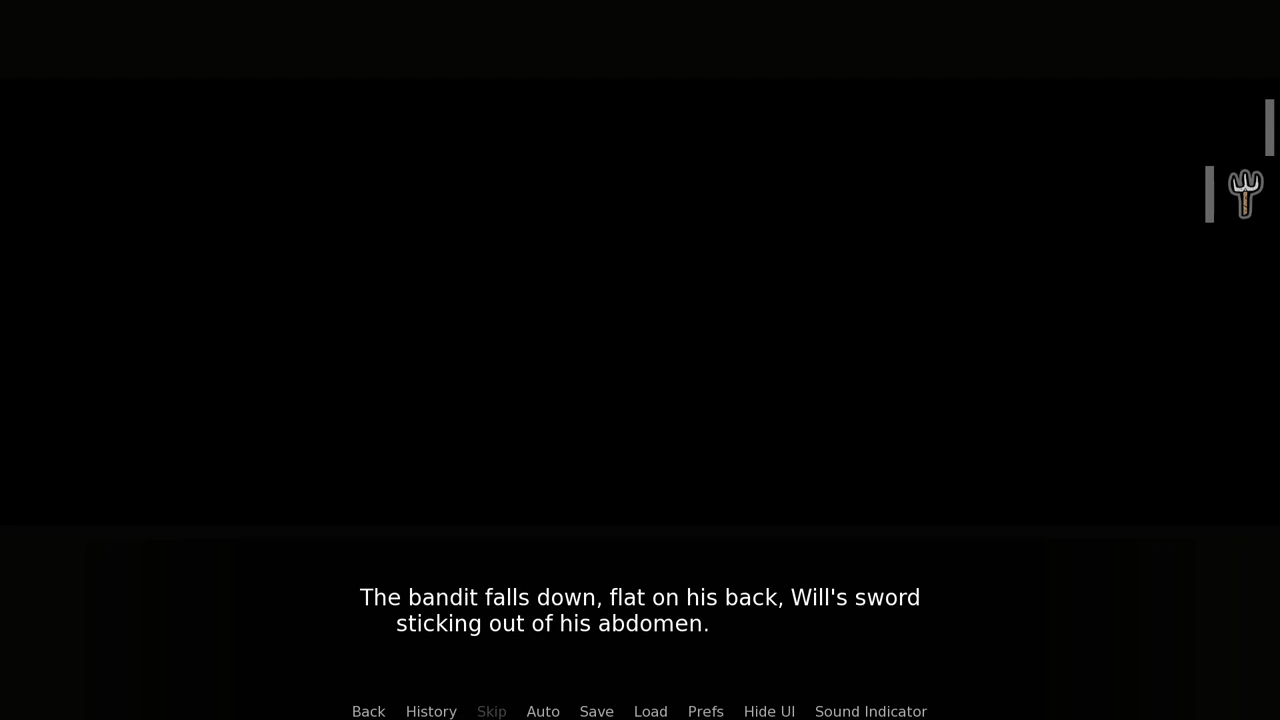 The bandit falls down, flat on his back, Will's sword
sticking out of his abdomen.
Back History Skip Auto Save Load Prefs Hide UI Sound Indicator